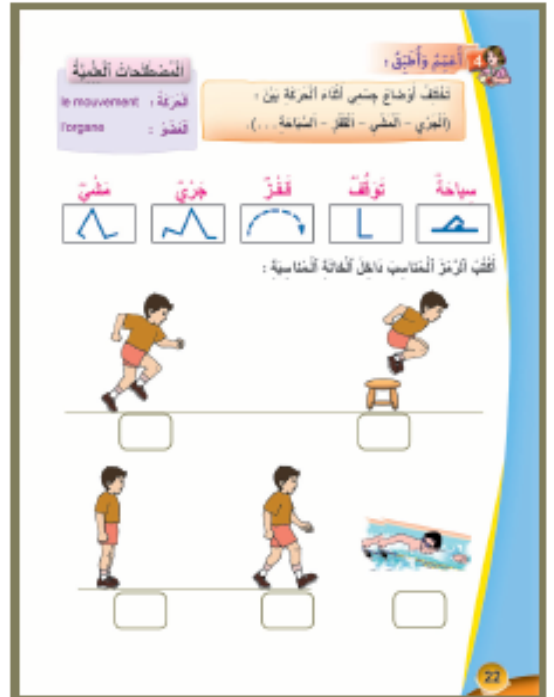 4 أُعَمِّمُ وَأُطَبِّقُ :
تَخْتَلِفُ أَوْضَاعُ جِسْمِي أَثْنَاءَ الْحَرَكَةِ بَيْنَ :
(الْجَرْيِ - الْمَشْيِ - الْقَفْزِ - السِّبَاحَةِ ...).
الْمُصْطَلَحَاتُ الْعِلْمِيَّةُ
الْحَرَكَةُ : le mouvement
الْعُضْوُ : l'organe
سِبَاحَةٌ تَوَقُّفٌ قَفْزٌ جَرْيٌ مَشْيٌ
أَكْتُبُ الرَّمْزَ الْمُنَاسِبَ دَاخِلَ الْخَانَةِ الْمُنَاسِبَةِ :
22